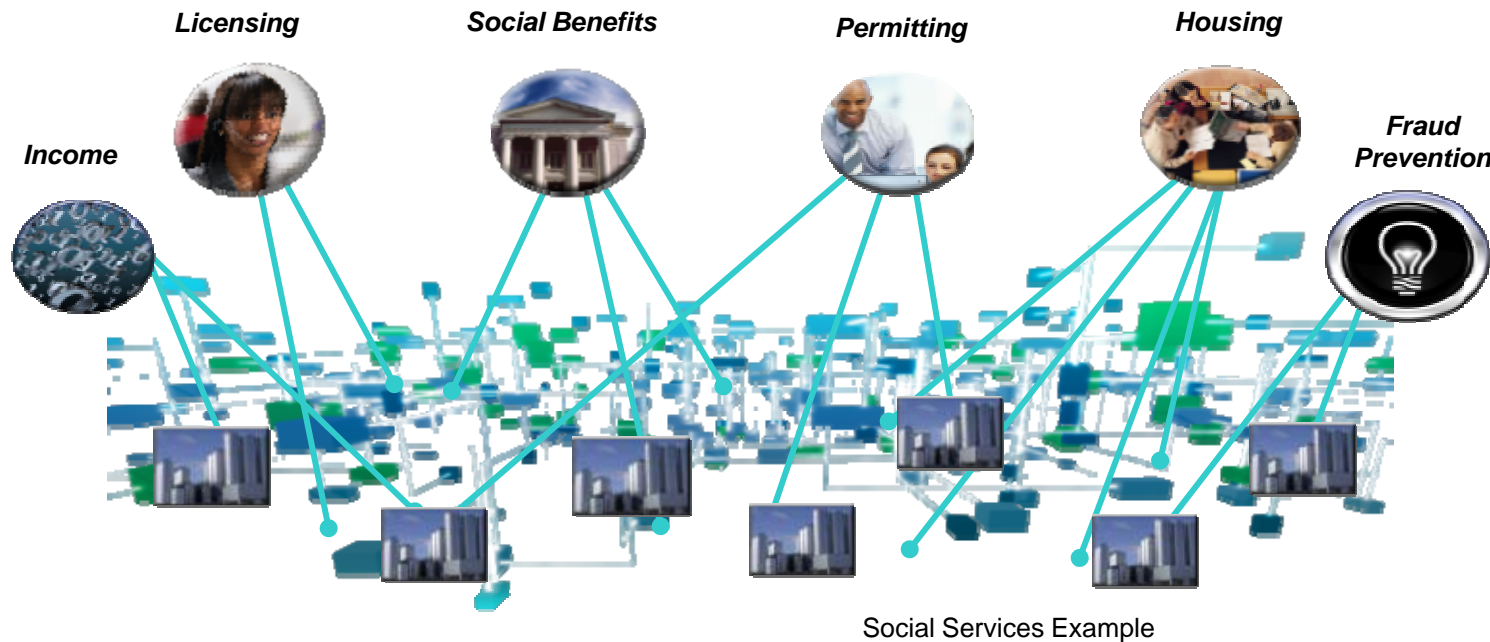 Licensing
Social Benefits
Permitting
Housing
Income
Fraud
Prevention
Social Services Example